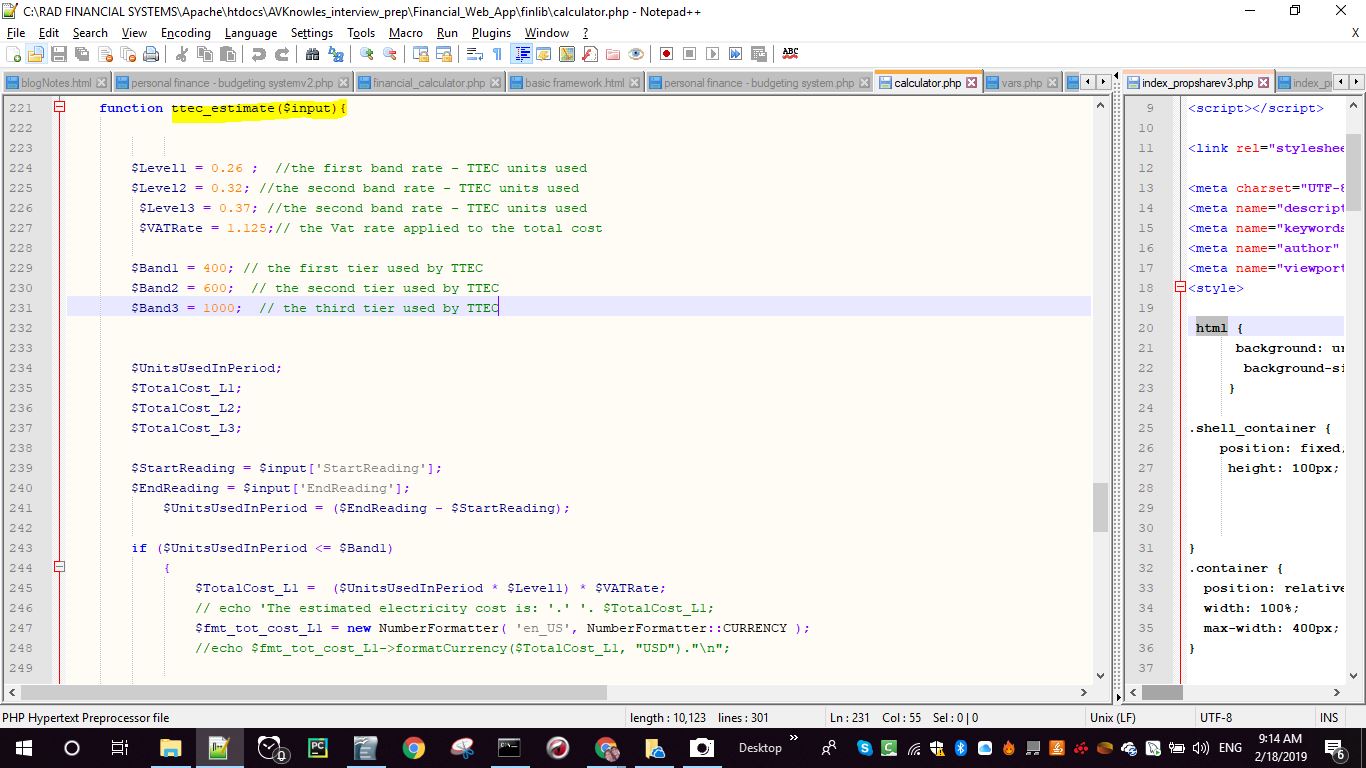 C:\RAD FINANCIAL SYSTEMS\Apache\htdocs\AVKnowles_interview_prep\Financial_Web_App\finlib\calculator.php - Notepad++
File Edit Search View Encoding Language Settings Tools Macro Run Plugins Window ?
X
ABC
blogNotes.html personal finance - budgeting systemv2.php financial_calculator.php basic framework.html personal finance - budgeting system.php calculator.php vars.php
221 function ttec_estimate($input){
222
223
224 $Level1 = 0.26 ; //the first band rate - TTEC units used
225 $Level2 = 0.32; //the second band rate - TTEC units used
226 $Level3 = 0.37; //the second band rate - TTEC units used
227 $VATRate = 1.125;// the Vat rate applied to the total cost
228
229 $Band1 = 400; // the first tier used by TTEC
230 $Band2 = 600; // the second tier used by TTEC
231 $Band3 = 1000; // the third tier used by TTEC
232
233
234 $UnitsUsedInPeriod;
235 $TotalCost_L1;
236 $TotalCost_L2;
237 $TotalCost_L3;
238
239 $StartReading = $input['StartReading'];
240 $EndReading = $input['EndReading'];
241 $UnitsUsedInPeriod = ($EndReading - $StartReading);
242
243 if ($UnitsUsedInPeriod <= $Band1)
244 {
245 $TotalCost_L1 = ($UnitsUsedInPeriod * $Level1) * $VATRate;
246 // echo 'The estimated electricity cost is: '.' '. $TotalCost_L1;
247 $fmt_tot_cost_L1 = new NumberFormatter( 'en_US', NumberFormatter::CURRENCY );
248 //echo $fmt_tot_cost_L1->formatCurrency($TotalCost_L1, "USD")."\n";
249
index_propsharev3.php index_p
9 <script></script>
10
11 <link rel="styleshee
12
13 <meta charset="UTF-8
14 <meta name="descript
15 <meta name="keywords
16 <meta name="author"
17 <meta name="viewport
18 <style>
19
20 html {
21 background: ur
22 background-si
23 }
24
25 .shell_container {
26 position: fixed;
27 height: 100px;
28
29
30
31 }
32 .container {
33 position: relative
34 width: 100%;
35 max-width: 400px;
36 }
37
PHP Hypertext Preprocessor file length : 10,123 lines : 301 Ln : 231 Col : 55 Sel : 0 | 0 Unix (LF) UTF-8 INS
Desktop
ENG
9:14 AM
2/18/2019
1
6